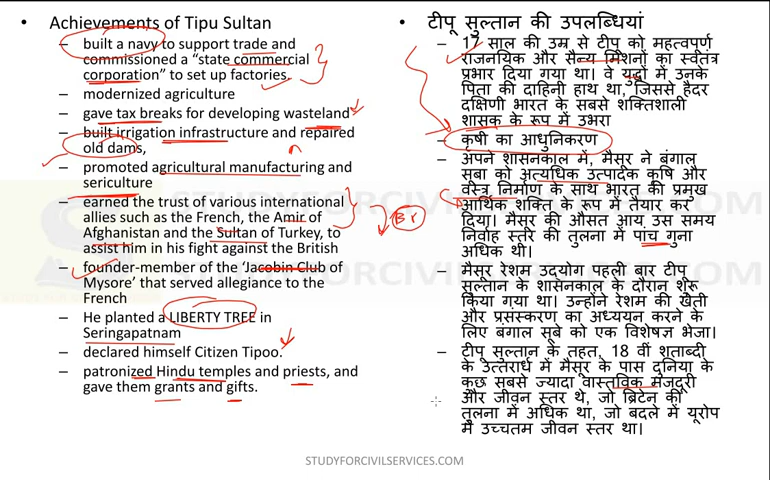 • Achievements of Tipu Sultan
– built a navy to support trade and
commissioned a “state commercial
corporation” to set up factories.
– modernized agriculture
– gave tax breaks for developing wasteland
– built irrigation infrastructure and repaired
old dams,
– promoted agricultural manufacturing and
sericulture
– earned the trust of various international
allies such as the French, the Amir of
Afghanistan and the Sultan of Turkey, to
assist him in his fight against the British
– founder-member of the ‘Jacobin Club of
Mysore’ that served allegiance to the
French
– He planted a LIBERTY TREE in
Seringapatnam
– declared himself Citizen Tipoo.
– patronized Hindu temples and priests, and
gave them grants and gifts.
Br
• टीपू सुल्तान की उपलब्धियां
– 17 साल की उम्र से टीपू को महत्वपूर्ण
राजनयिक और सैन्य मिशनों का स्वतंत्र
प्रभार दिया गया था। वे युद्धों में उनके
पिता की दाहिनी हाथ था, जिससे हैदर
दक्षिणी भारत के सबसे शक्तिशाली
शासक के रूप में उभरा
– कृषी का आधुनिकरण
– अपने शासनकाल में, मैसूर ने बंगाल
सूबा को अत्यधिक उत्पादक कृषि और
वस्त्र निर्माण के साथ भारत की प्रमुख
आर्थिक शक्ति के रूप में तैयार कर
दिया। मैसूर की औसत आय उस समय
निर्वाह स्तर की तुलना में पांच गुना
अधिक थी।
– मैसूर रेशम उद्योग पहली बार टीपू
सुल्तान के शासनकाल के दौरान शुरू
किया गया था। उन्होंने रेशम की खेती
और प्रसंस्करण का अध्ययन करने के
लिए बंगाल सूबे को एक विशेषज्ञ भेजा।
– टीपू सुल्तान के तहत, 18 वीं शताब्दी
के उत्तरार्ध में मैसूर के पास दुनिया के
कुछ सबसे ज्यादा वास्तविक मजदूरी
और जीवन स्तर थे, जो ब्रिटेन की
तुलना में अधिक था, जो बदले में यूरोप
में उच्चतम जीवन स्तर था।
STUDYFORCIVILSERVICES.COM